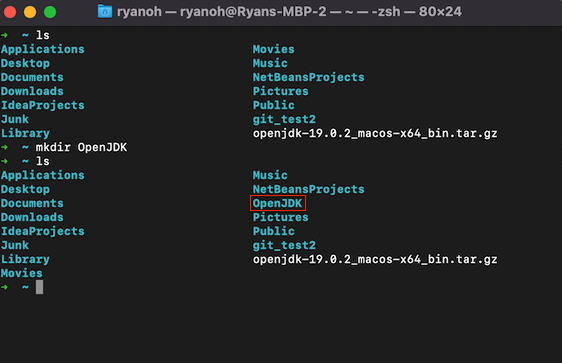 ryanoh — ryanoh@Ryans-MBP-2 — ~ — -zsh — 80×24
➜ ~ ls
Applications Movies
Desktop Music
Documents NetBeansProjects
Downloads Pictures
IdeaProjects Public
Junk git_test2
Library openjdk-19.0.2_macos-x64_bin.tar.gz
➜ ~ mkdir OpenJDK
➜ ~ ls
Applications Music
Desktop NetBeansProjects
Documents OpenJDK
Downloads Pictures
IdeaProjects Public
Junk git_test2
Library openjdk-19.0.2_macos-x64_bin.tar.gz
Movies
➜ ~